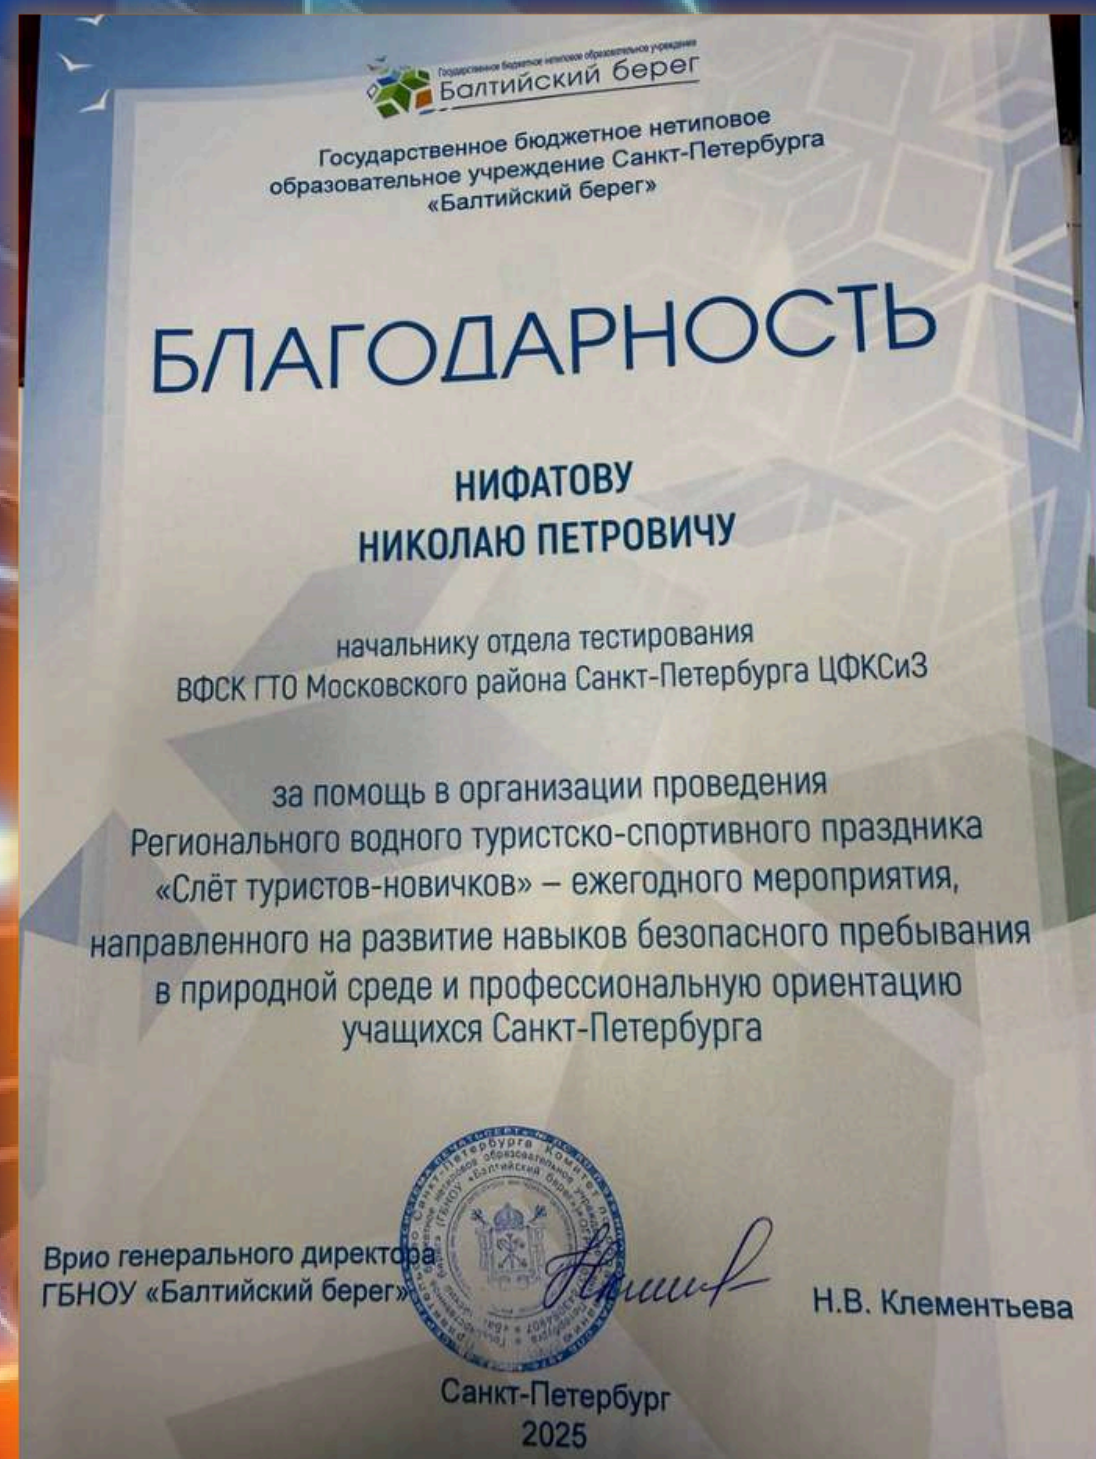 Государственное бюджетное нетиповое образовательное учреждение
Балтийский берег
Государственное бюджетное нетиповое
образовательное учреждение Санкт-Петербурга
«Балтийский берег»
БЛАГОДАРНОСТЬ
НИФАТОВУ
НИКОЛАЮ ПЕТРОВИЧУ
начальнику отдела тестирования
ВФСК ГТО Московского района Санкт-Петербурга ЦФКСиЗ
за помощь в организации проведения
Регионального водного туристско-спортивного праздника
«Слёт туристов-новичков» – ежегодного мероприятия,
направленного на развитие навыков безопасного пребывания
в природной среде и профессиональную ориентацию
учащихся Санкт-Петербурга
Врио генерального директора
ГБНОУ «Балтийский берег»
Н.В. Клементьева
Санкт-Петербург
2025